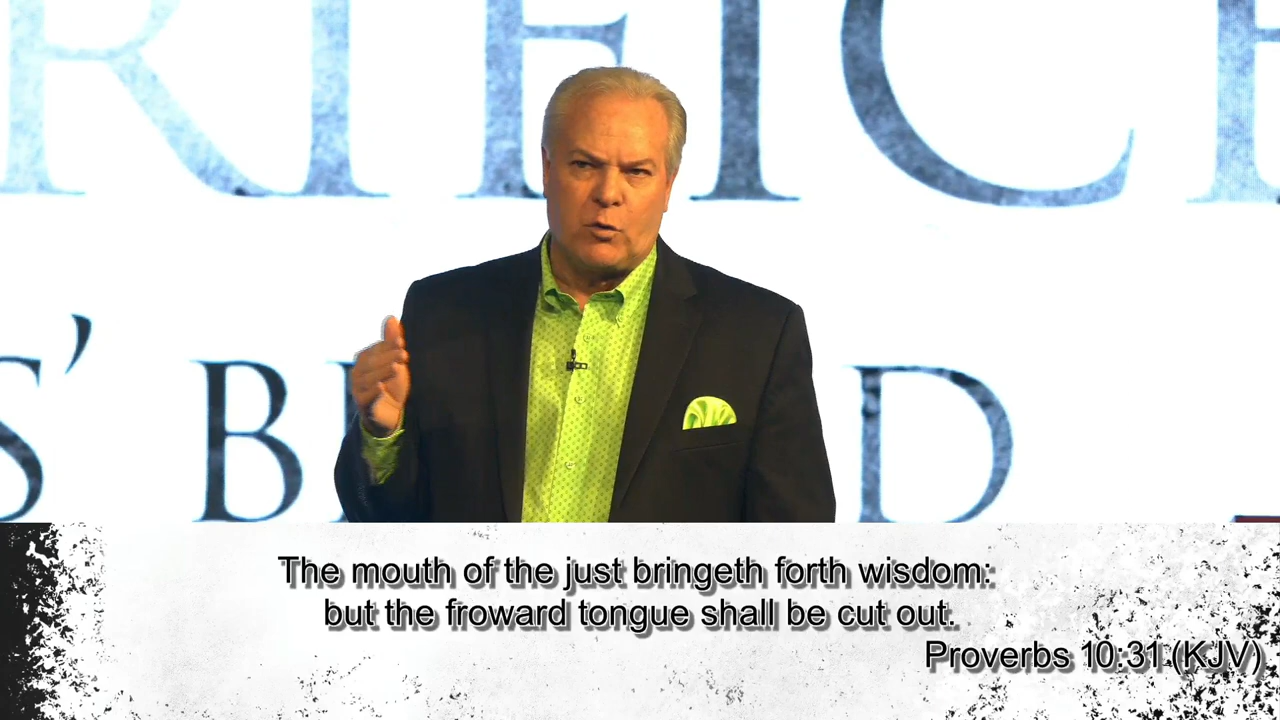 RIFICE
S' B D
The mouth of the just bringeth forth wisdom:
but the froward tongue shall be cut out.
Proverbs 10:31 (KJV)